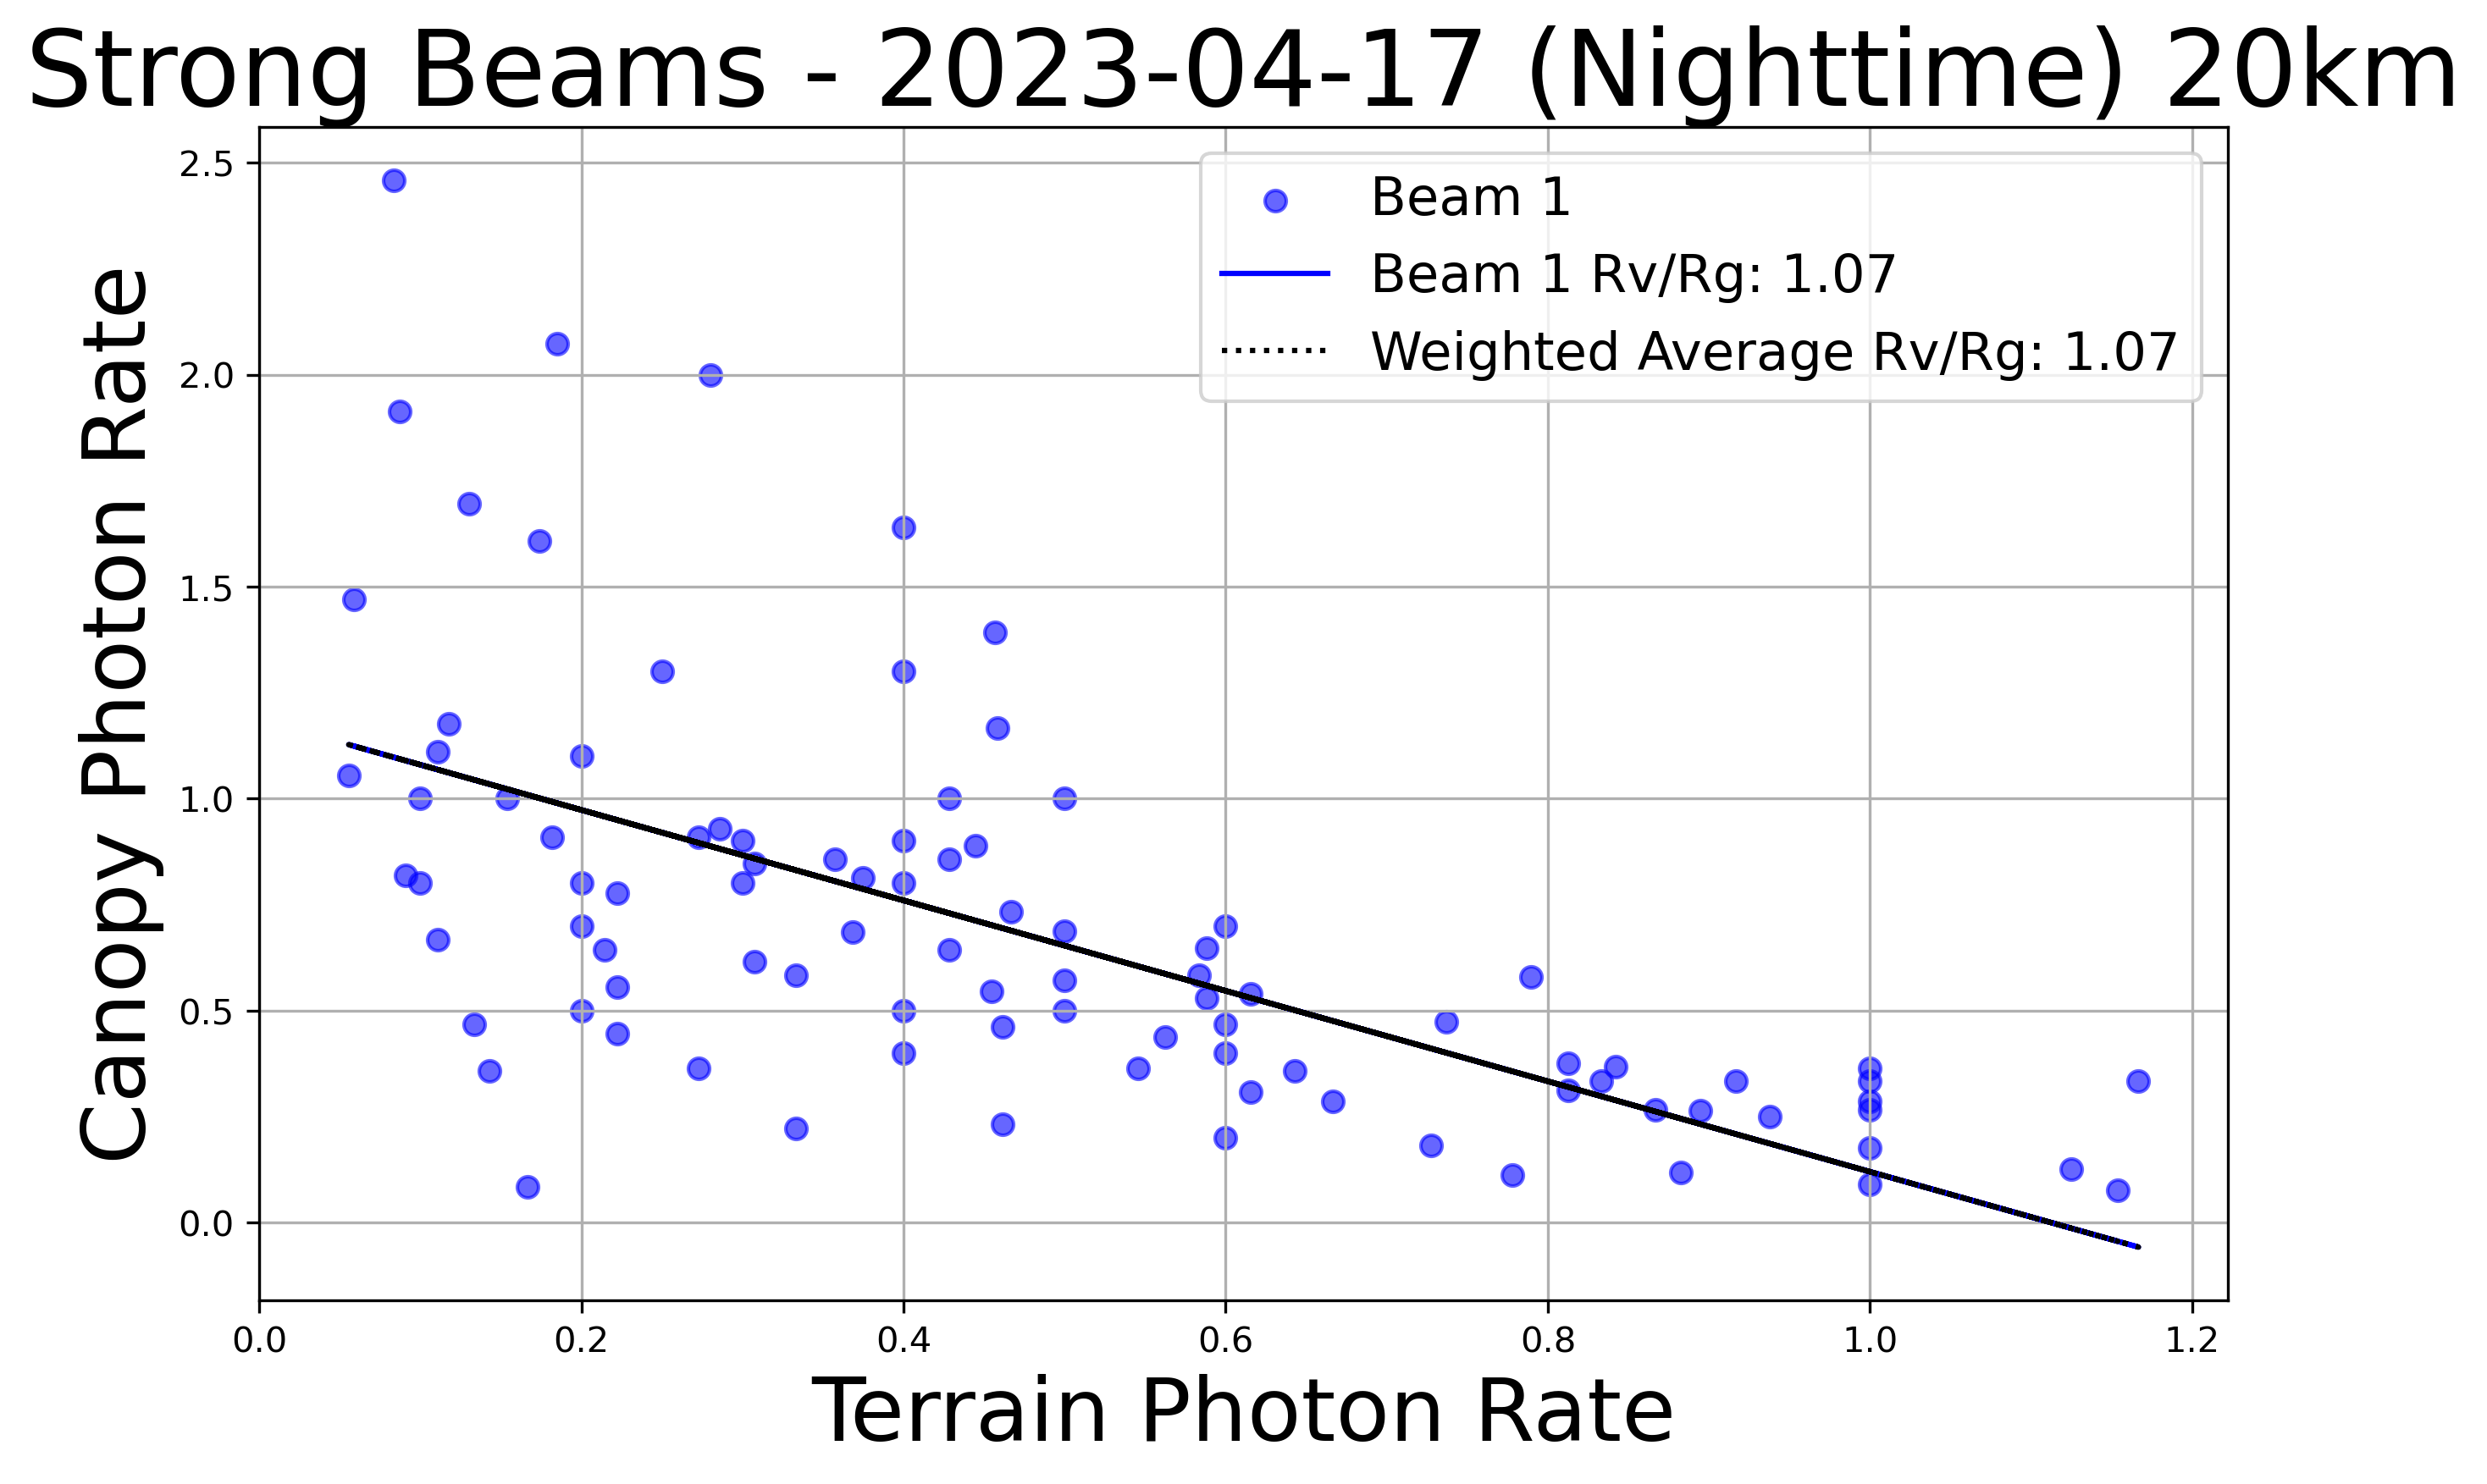 Strong Beams - 2023-04-17 (Nighttime) 20km
Beam 1
Beam 1 Rv/Rg: 1.07
Weighted Average Rv/Rg: 1.07
Canopy Photon Rate
2.5
2.0
1.5
1.0
0.5
0.0
0.0 0.2 0.4 0.6 0.8 1.0 1.2
Terrain Photon Rate